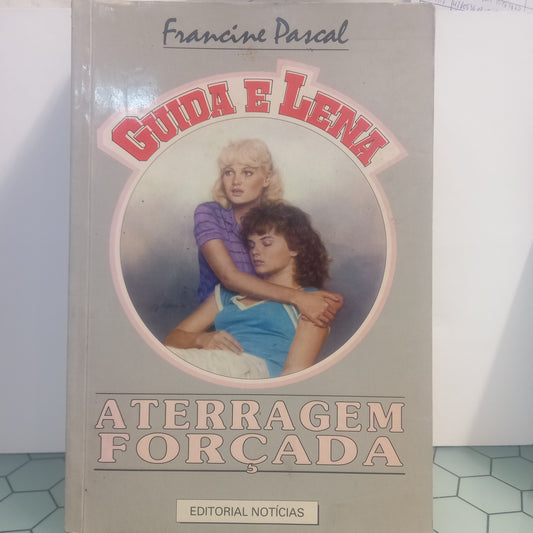 Francine Pascal
GUIDA E LENA
ATERRAGEM
FORÇADA
EDITORIAL NOTÍCIAS